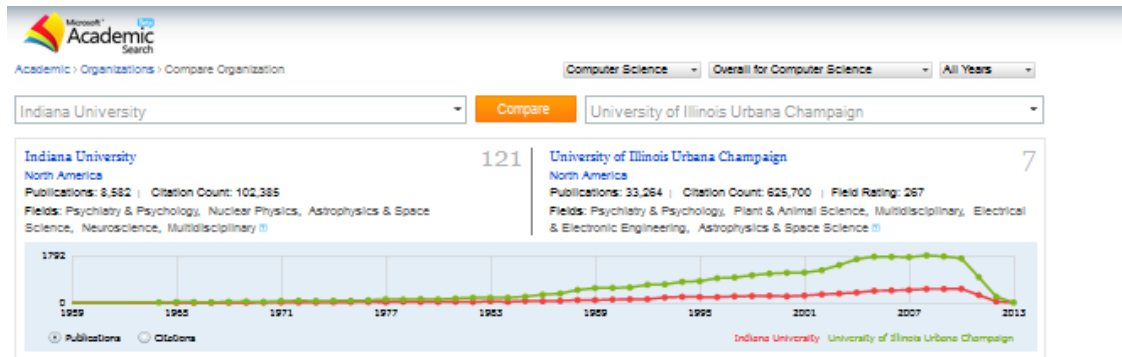 Microsoft® Beta
Academic
Search
Academic › Organizations › Compare Organization
Computer Science Overall for Computer Science All Years
Indiana University Compare University of Illinois Urbana Champaign
Indiana University 121
North America
Publications: 8,582 | Citation Count: 102,385
Fields: Psychiatry & Psychology, Nuclear Physics, Astrophysics & Space
Science, Neuroscience, Multidisciplinary
University of Illinois Urbana Champaign 7
North America
Publications: 33,264 | Citation Count: 625,700 | Field Rating: 267
Fields: Psychiatry & Psychology, Plant & Animal Science, Multidisciplinary, Electrical
& Electronic Engineering, Astrophysics & Space Science
1792
0
1959 1965 1971 1977 1983 1989 1995 2001 2007 2013
Publications Citations
Indiana University University of Illinois Urbana Champaign